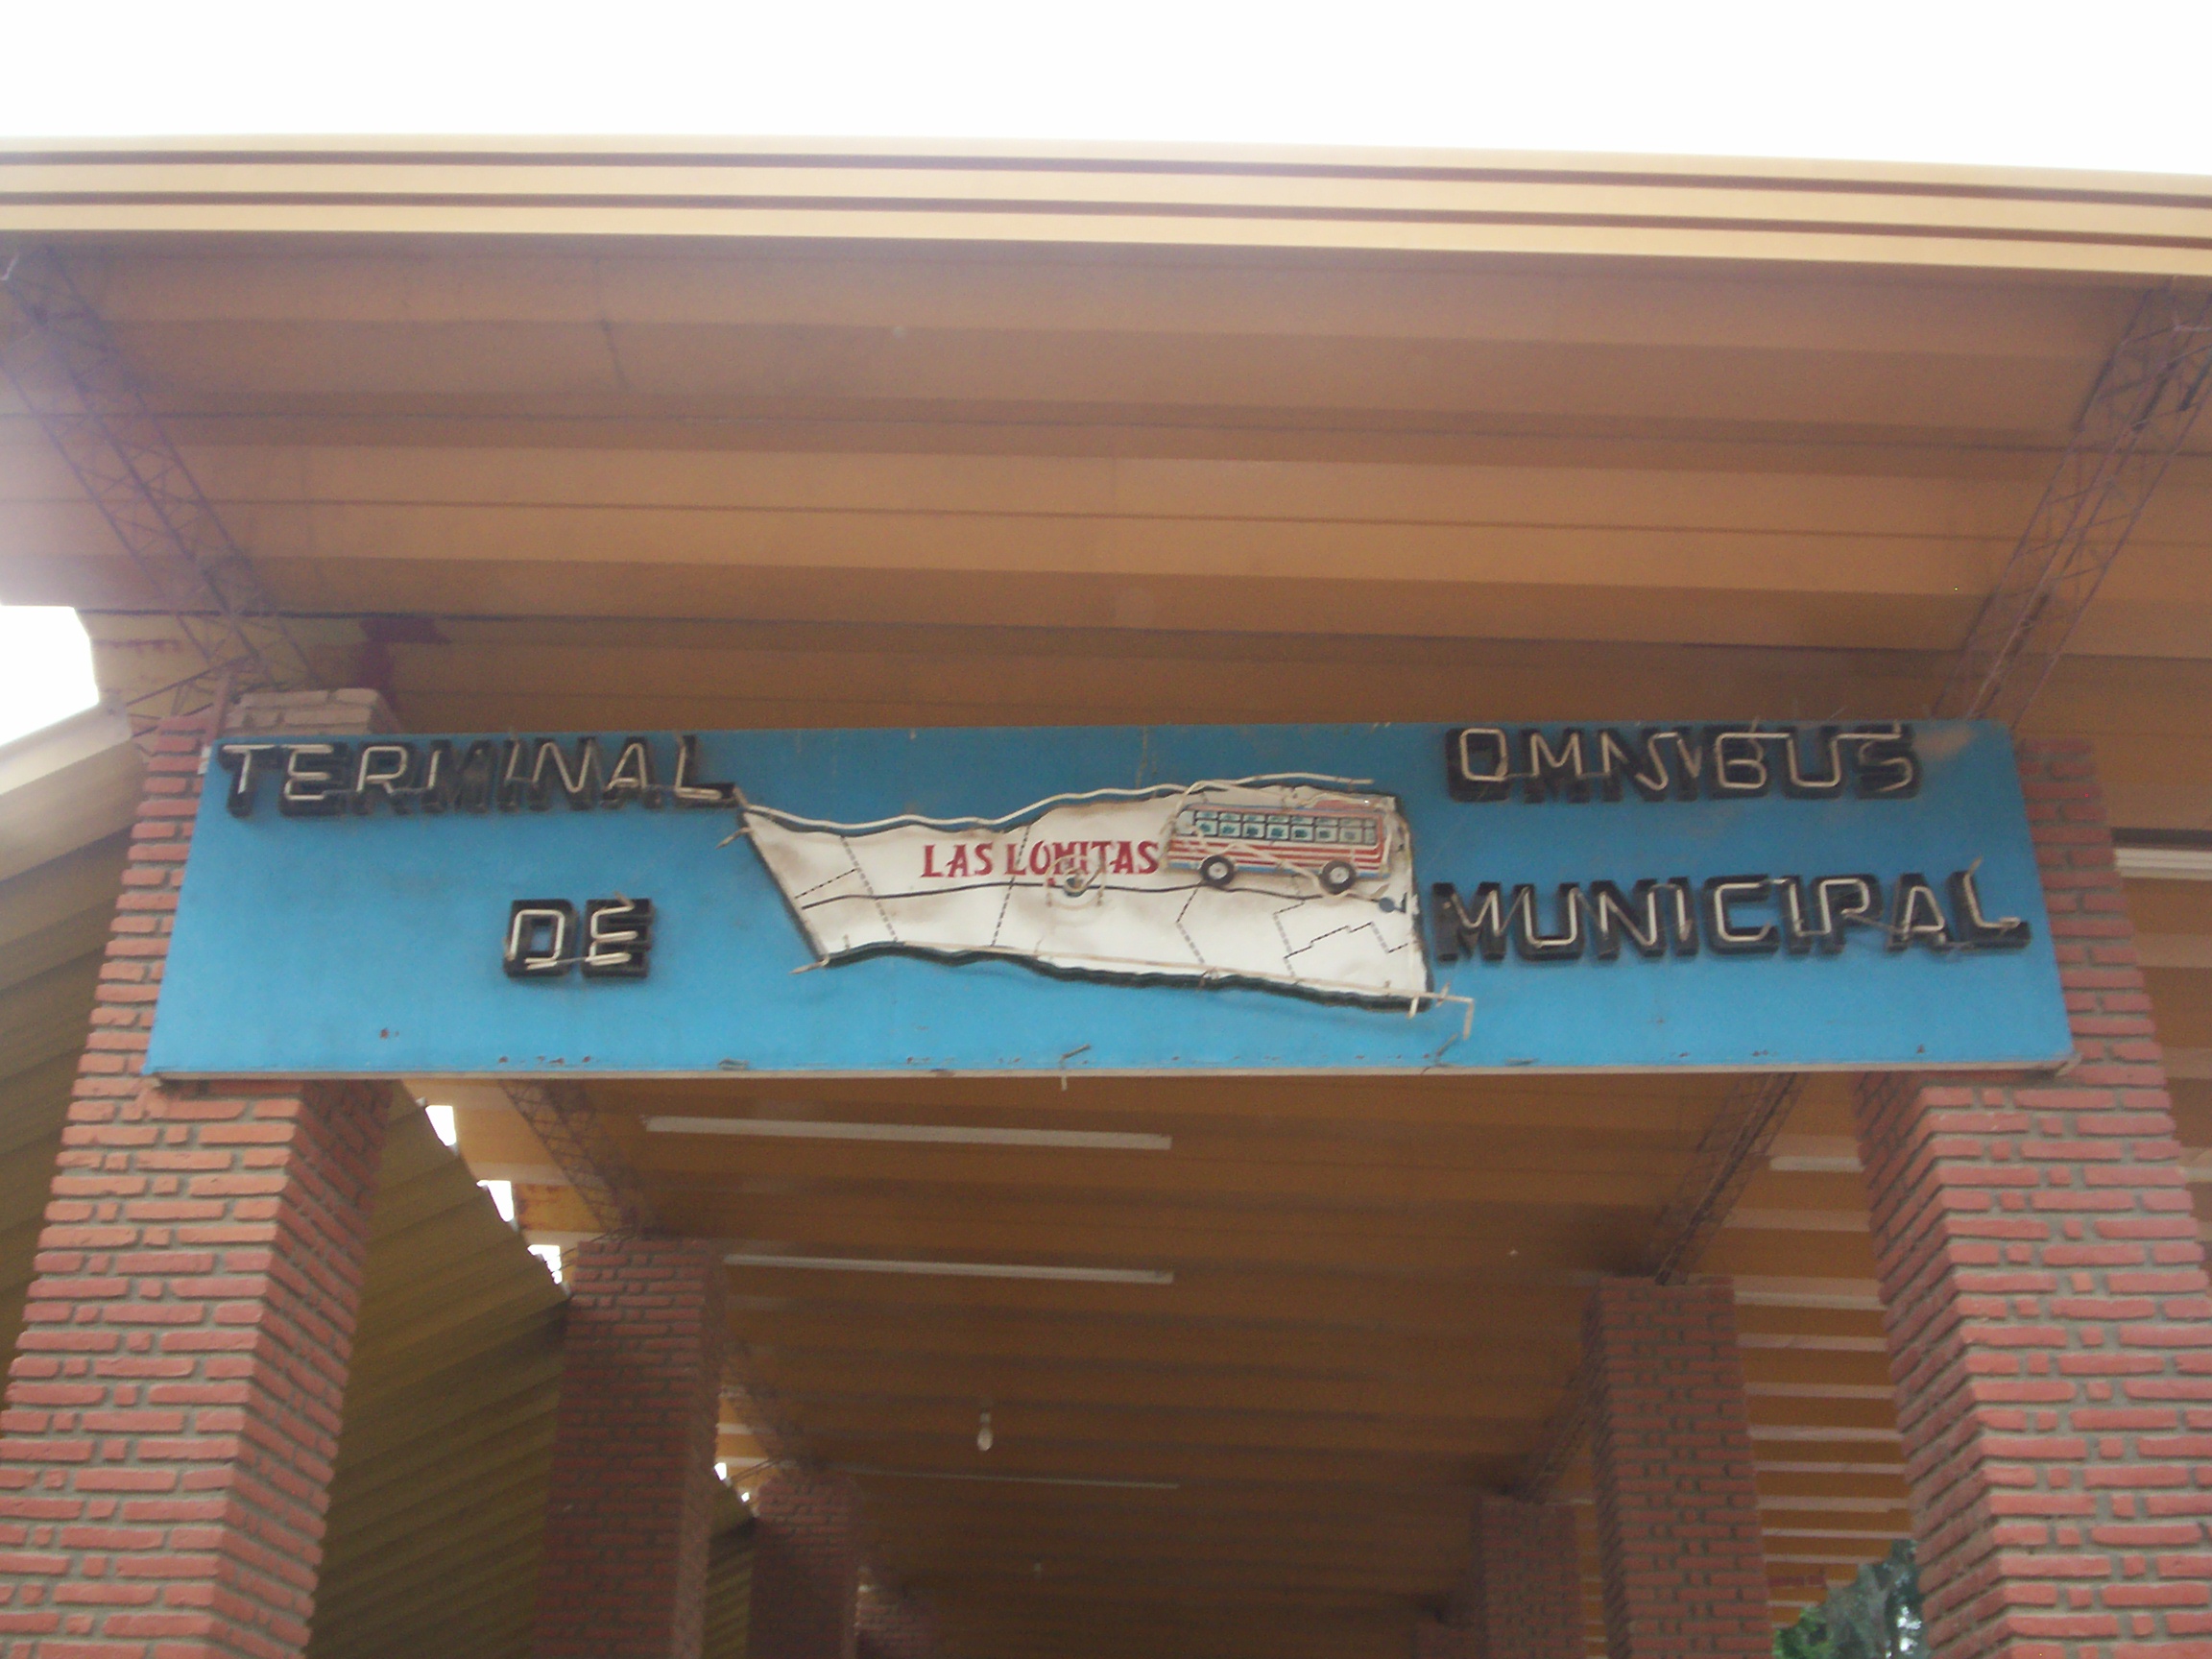 TERMINAL
DE
LAS LOMITAS
OMNIBUS
MUNICIPAL